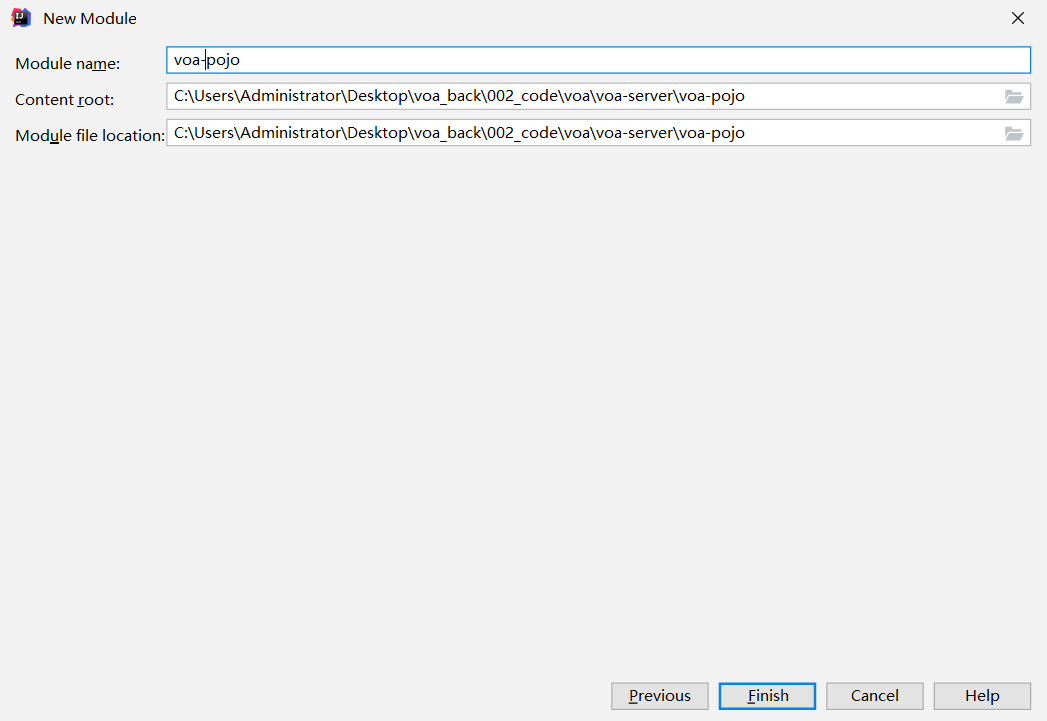 New Module
Module name: voa-pojo
Content root: C:\Users\Administrator\Desktop\voa_back\002_code\voa\voa-server\voa-pojo
Module file location: C:\Users\Administrator\Desktop\voa_back\002_code\voa\voa-server\voa-pojo
Previous Finish Cancel Help